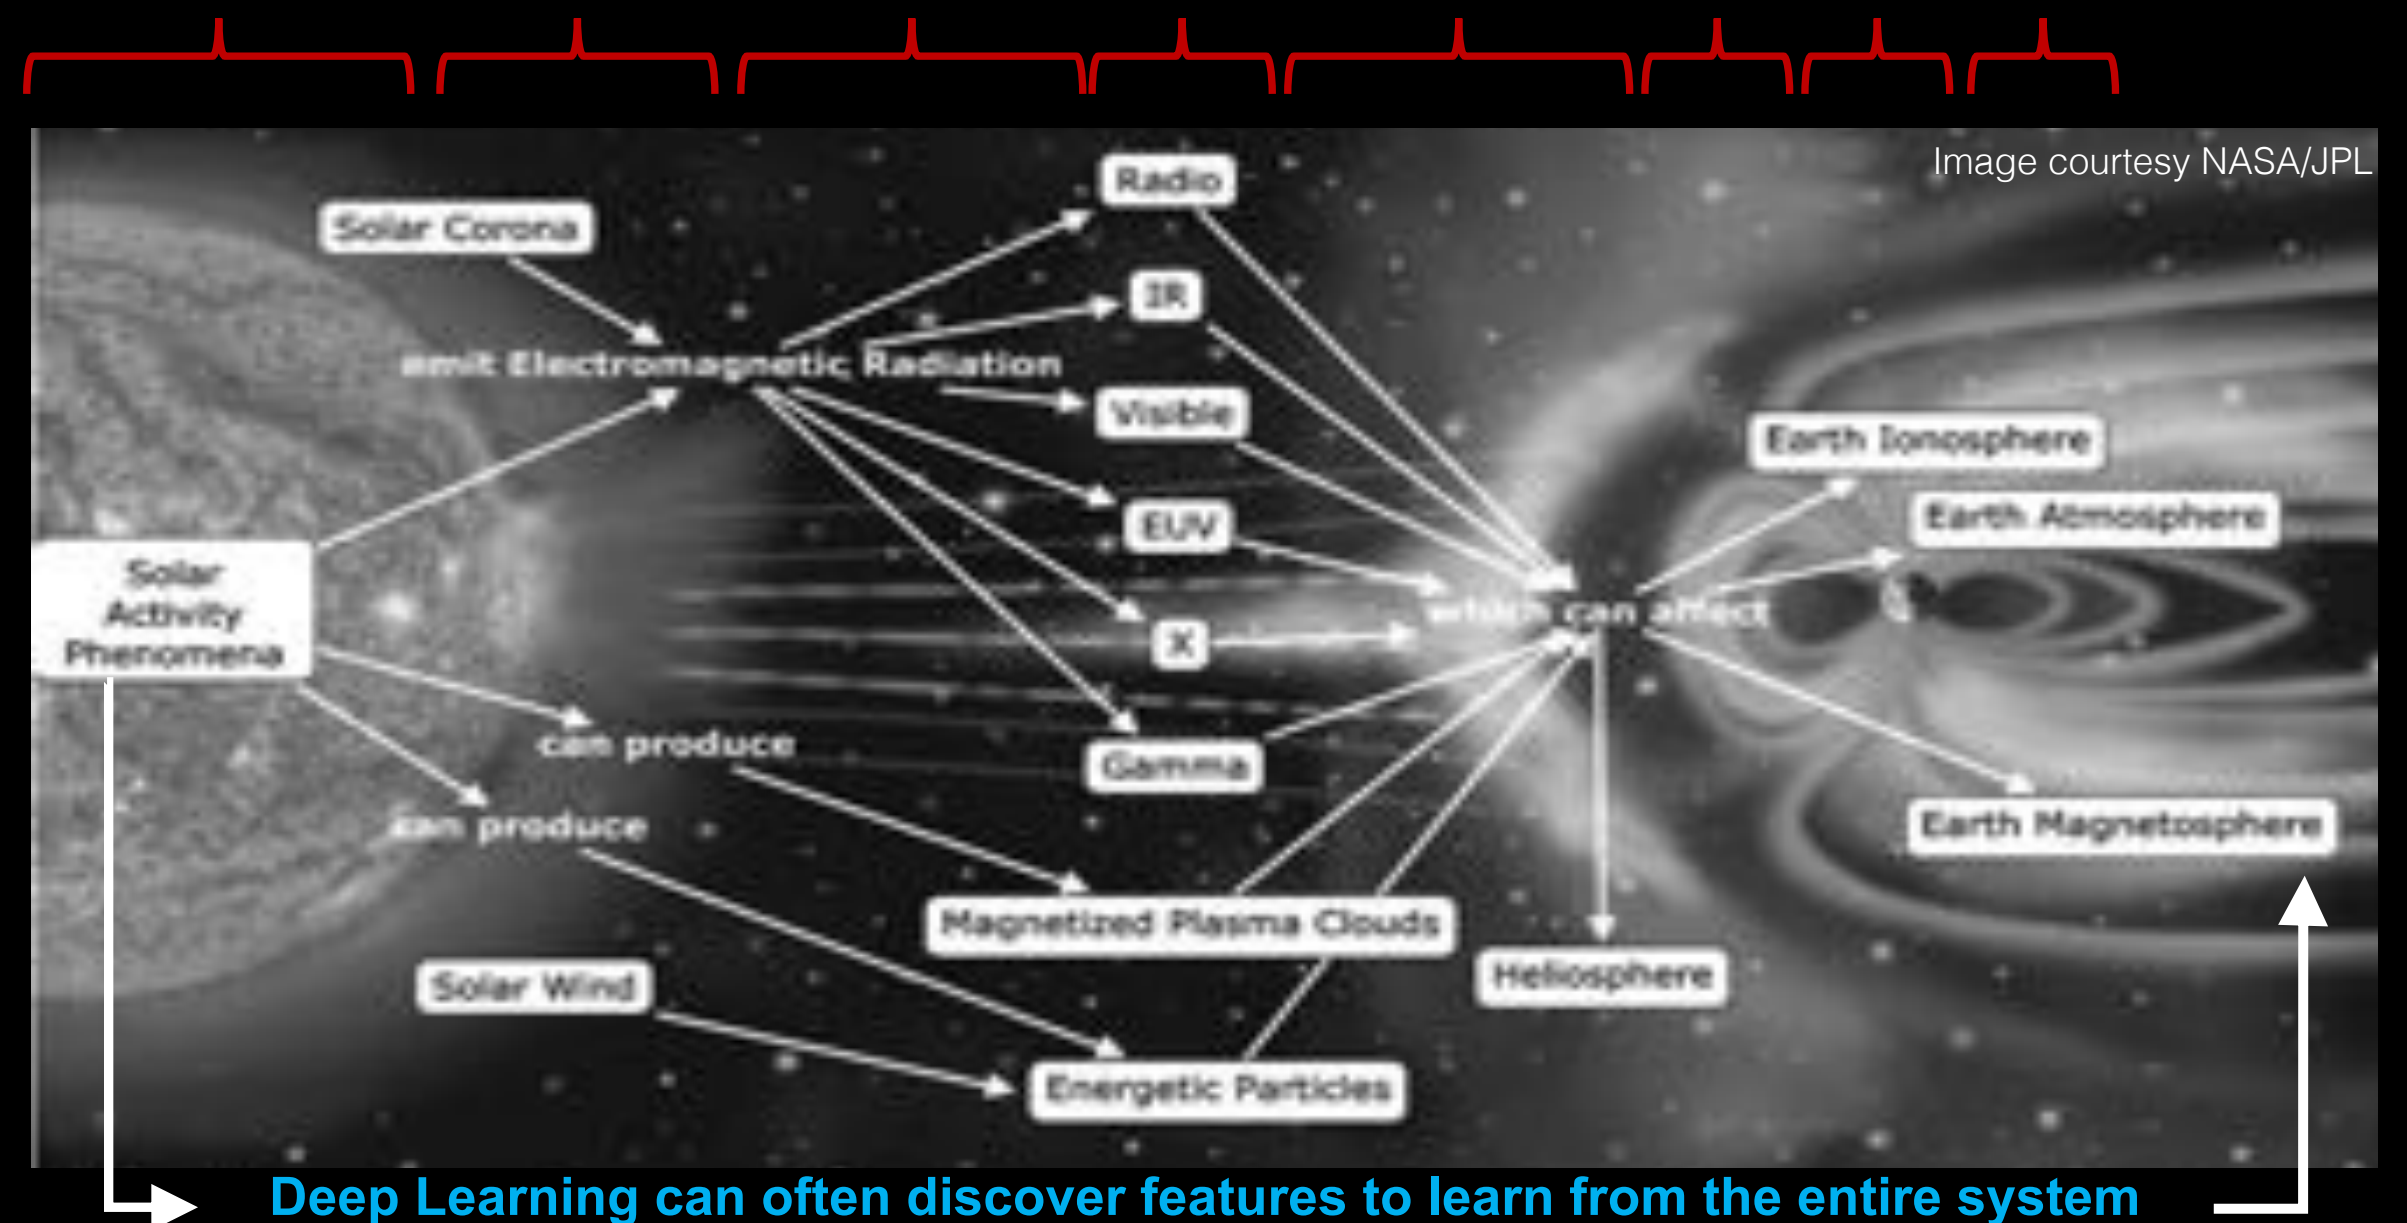 Image courtesy NASA/JPL
Radio
Solar Corona
IR
emit Electromagnetic Radiation
Visible
Earth Ionosphere
EUV
Earth Atmosphere
Solar
Activity
Phenomena
which can affect
X
can produce
Gamma
can produce
Earth Magnetosphere
Magnetized Plasma Clouds
Solar Wind
Heliosphere
Energetic Particles
Deep Learning can often discover features to learn from the entire system